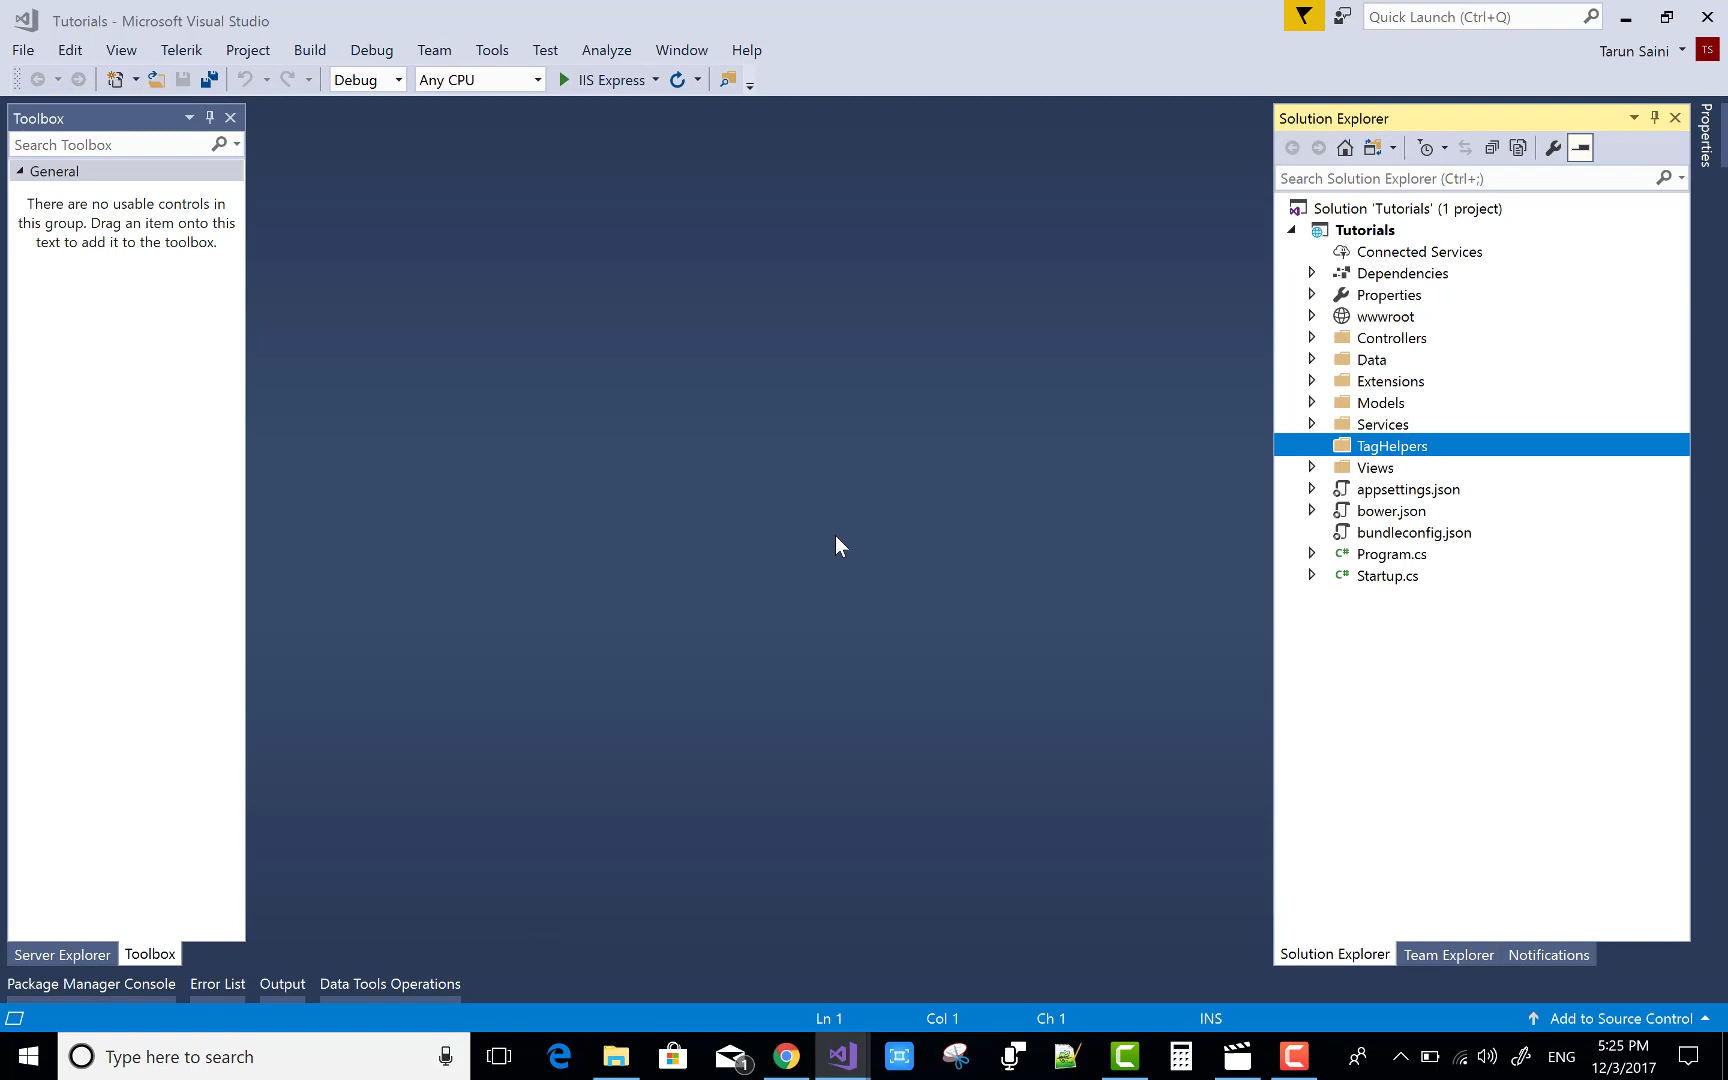 Tutorials - Microsoft Visual Studio
Quick Launch (Ctrl+Q)
File Edit View Telerik Project Build Debug Team Tools Test Analyze Window Help
Tarun Saini TS
Debug Any CPU IIS Express
Toolbox
Search Toolbox
General
There are no usable controls in
this group. Drag an item onto this
text to add it to the toolbox.
Solution Explorer
Properties
Search Solution Explorer (Ctrl+;)
Solution 'Tutorials' (1 project)
Tutorials
Connected Services
Dependencies
Properties
wwwroot
Controllers
Data
Extensions
Models
Services
TagHelpers
Views
appsettings.json
bower.json
bundleconfig.json
C# Program.cs
C# Startup.cs
Server Explorer Toolbox
Solution Explorer Team Explorer Notifications
Package Manager Console Error List Output Data Tools Operations
Ln 1 Col 1 Ch 1 INS Add to Source Control
Type here to search
1
ENG
5:25 PM
12/3/2017